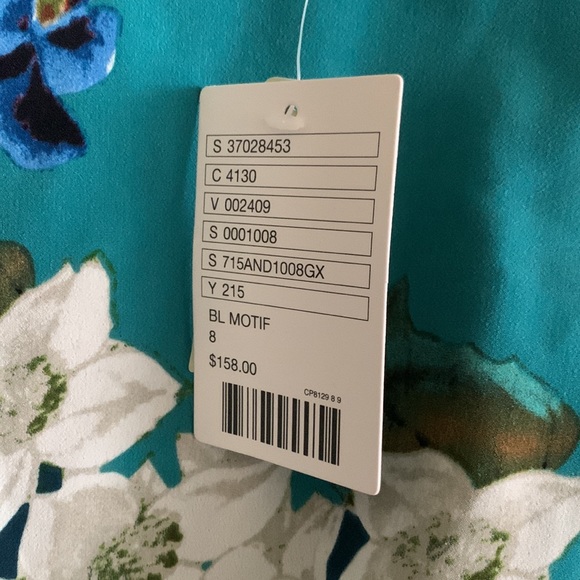 S 37028453
C 4130
V 002409
S 0001008
S 715AND1008GX
Y 215
BL MOTIF
8
$158.00
CP8129 8 9